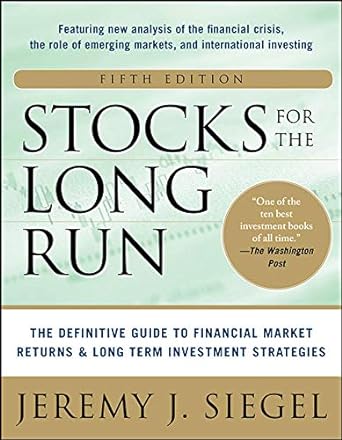 Featuring new analysis of the financial crisis,
the role of emerging markets, and international investing
FIFTH EDITION
STOCKS
FOR
THE
LONG
RUN
“One of the
ten best
investment books
of all time.”
—The Washington
Post
THE DEFINITIVE GUIDE TO FINANCIAL MARKET
RETURNS & LONG TERM INVESTMENT STRATEGIES
JEREMY J. SIEGEL